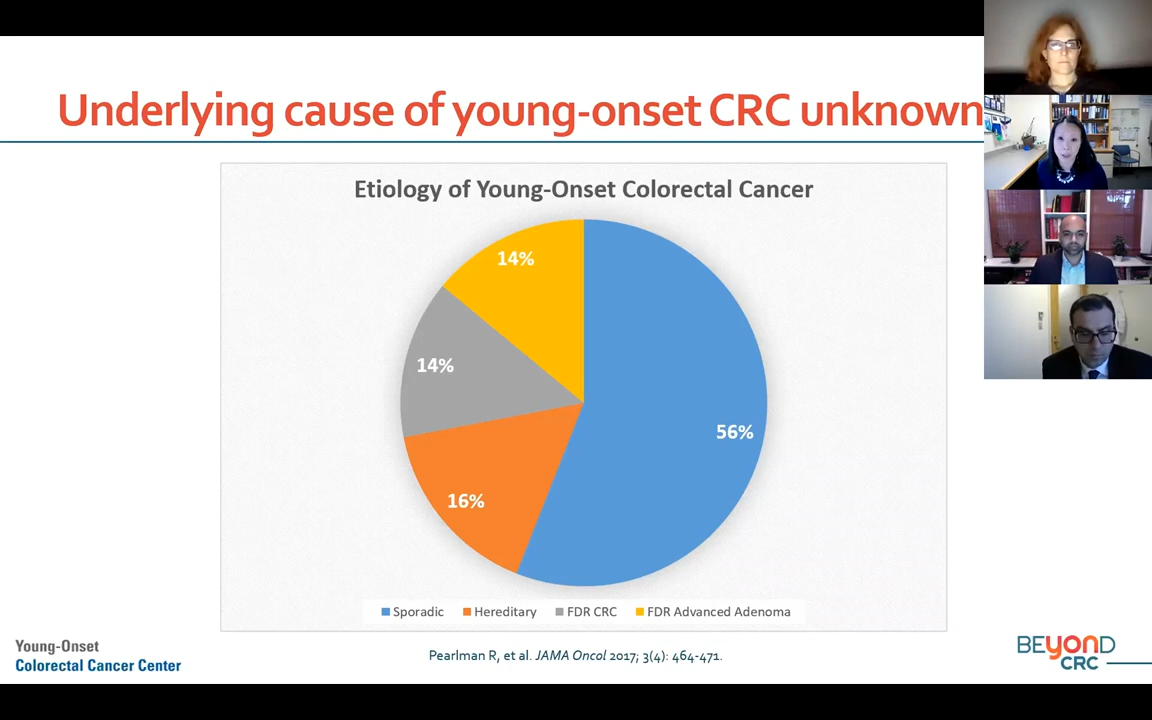 Underlying cause of young-onset CRC unknown
Etiology of Young-Onset Colorectal Cancer
14%
14%
56%
16%
Sporadic Hereditary FDR CRC FDR Advanced Adenoma
Young-Onset
Colorectal Cancer Center
Pearlman R, et al. JAMA Oncol 2017; 3(4): 464-471.
BEyonD
CRC